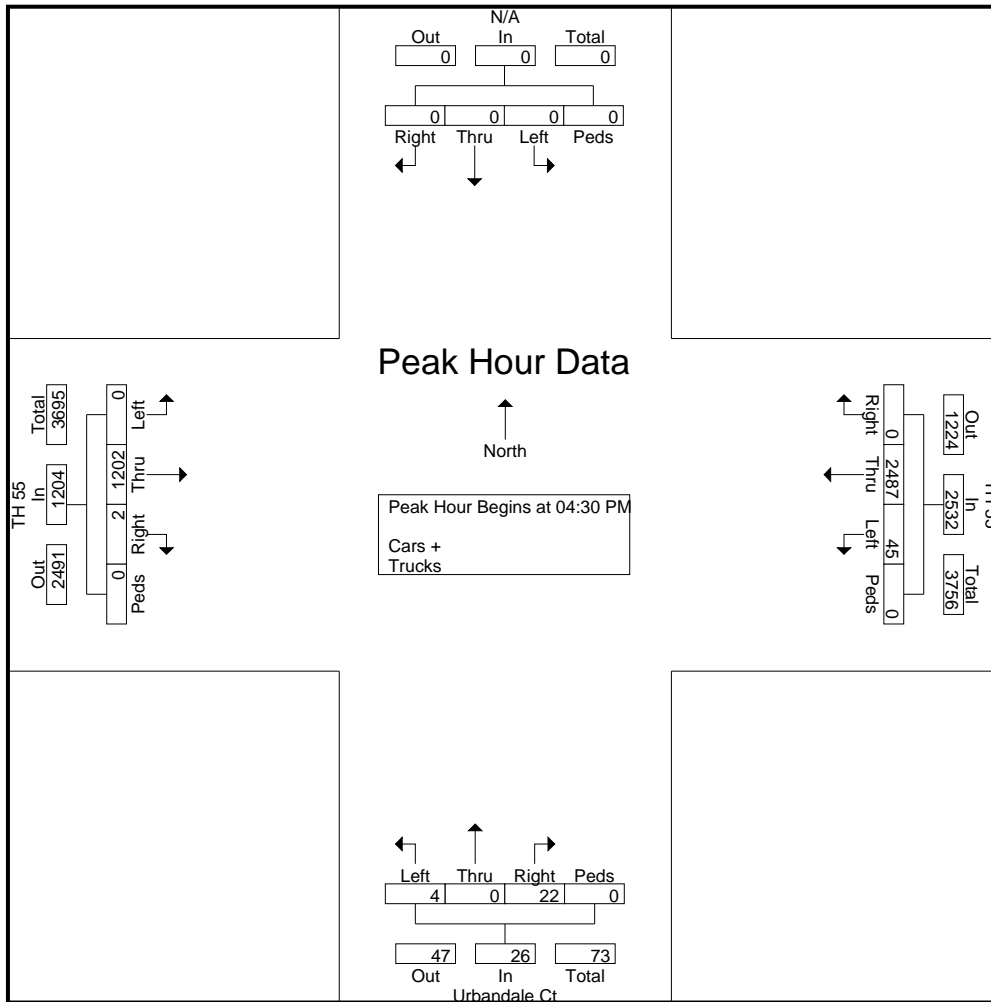 N/A
Out In Total
0 0 0
0 0 0 0
Right Thru Left Peds
Peak Hour Data
North
Peak Hour Begins at 04:30 PM
Cars +
Trucks
TH 55
Out In Total
2491 1204 3695
0 1202 2 0
Left Thru Right Peds
Right Thru Left Peds
0 2487 45 0
Out In Total
1224 2532 3756
Left Thru Right Peds
4 0 22 0
47 26 73
Out In Total
Urbandale Ct